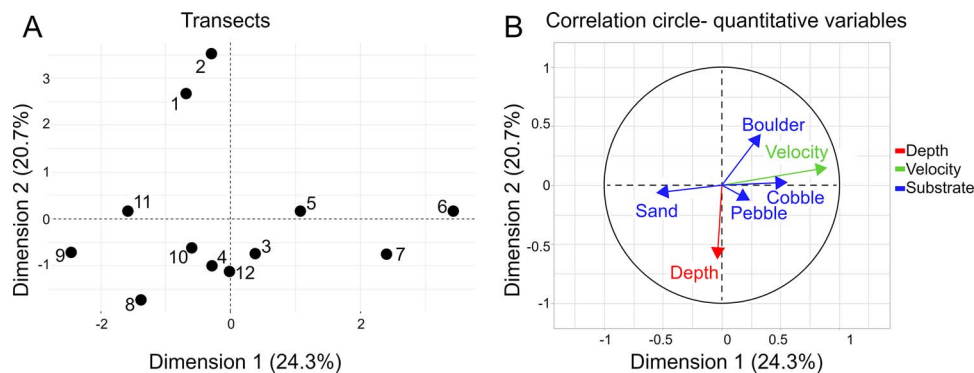 A
Transects
Dimension 2 (20.7%)
3
2
1
0
-1
-2
0
2
1
2
3
4
5
6
7
8
9
10
11
12
Dimension 1 (24.3%)
B
Correlation circle- quantitative variables
Dimension 2 (20.7%)
1
0.5
0
-0.5
-1
Boulder
Velocity
Cobble
Pebble
Sand
Depth
-1
-0.5
0
0.5
1
Dimension 1 (24.3%)
Depth
Velocity
Substrate